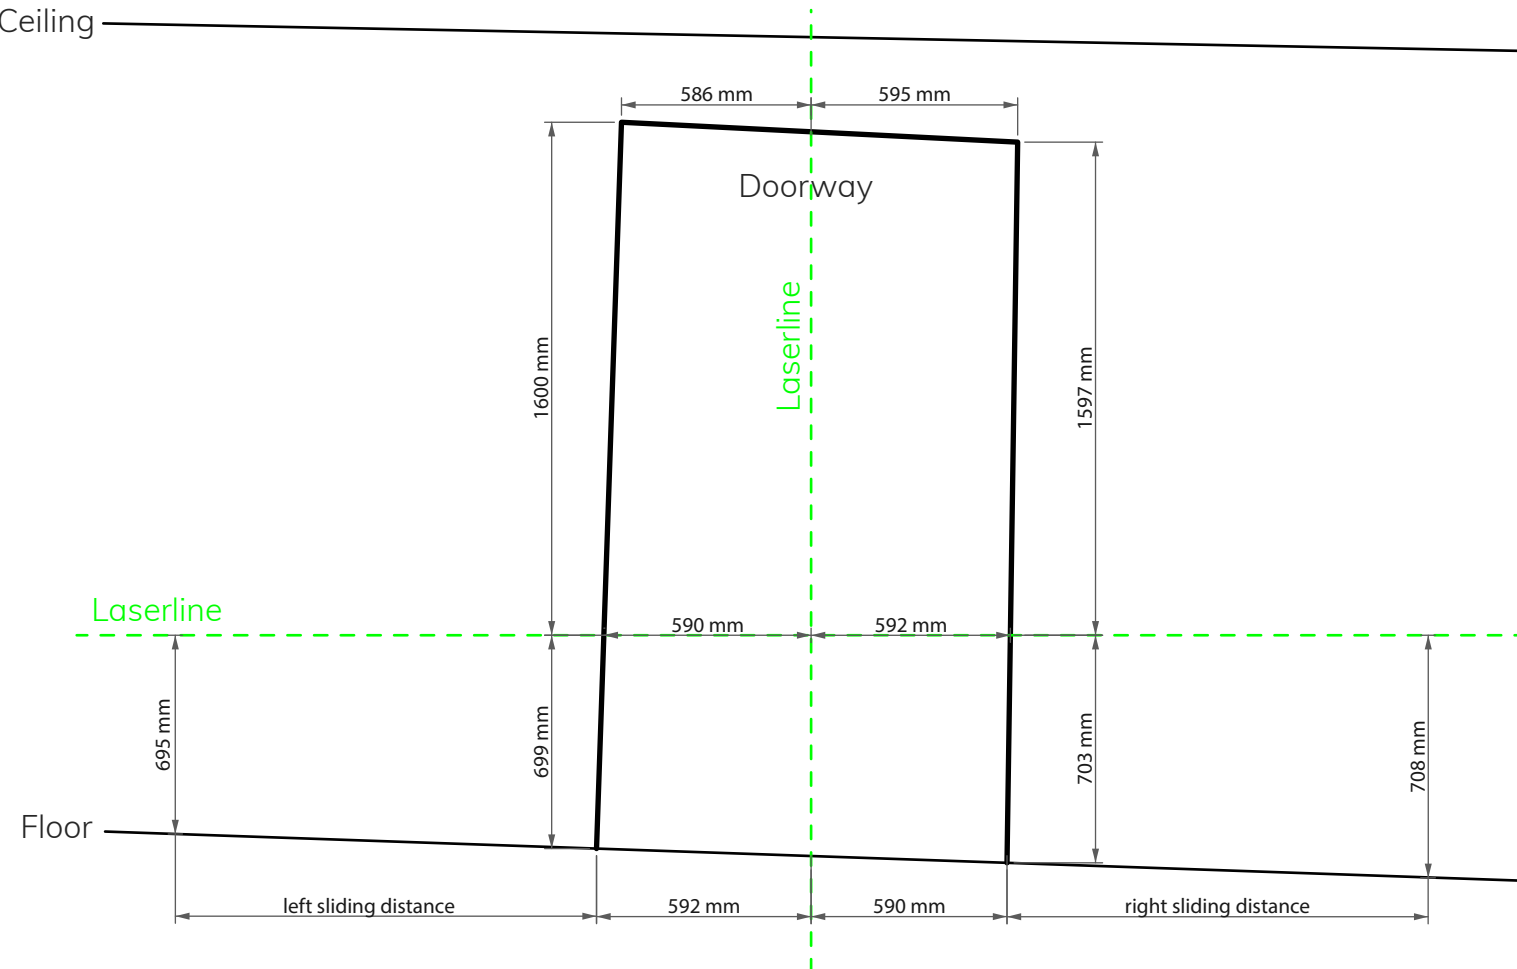 Ceiling
586 mm
595 mm
Doorway
Laserline
1600 mm
1597 mm
Laserline
590 mm
592 mm
695 mm
699 mm
703 mm
708 mm
Floor
left sliding distance
592 mm
590 mm
right sliding distance